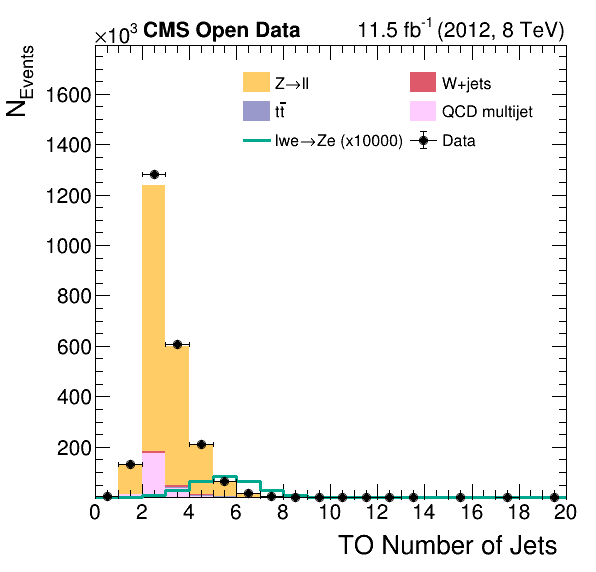 ×10³ CMS Open Data 11.5 fb⁻¹ (2012, 8 TeV)
N_Events
Z→ll W+jets
tt̄ QCD multijet
lwe→Ze (x10000) Data
1600
1400
1200
1000
800
600
400
200
0 2 4 6 8 10 12 14 16 18 20
TO Number of Jets